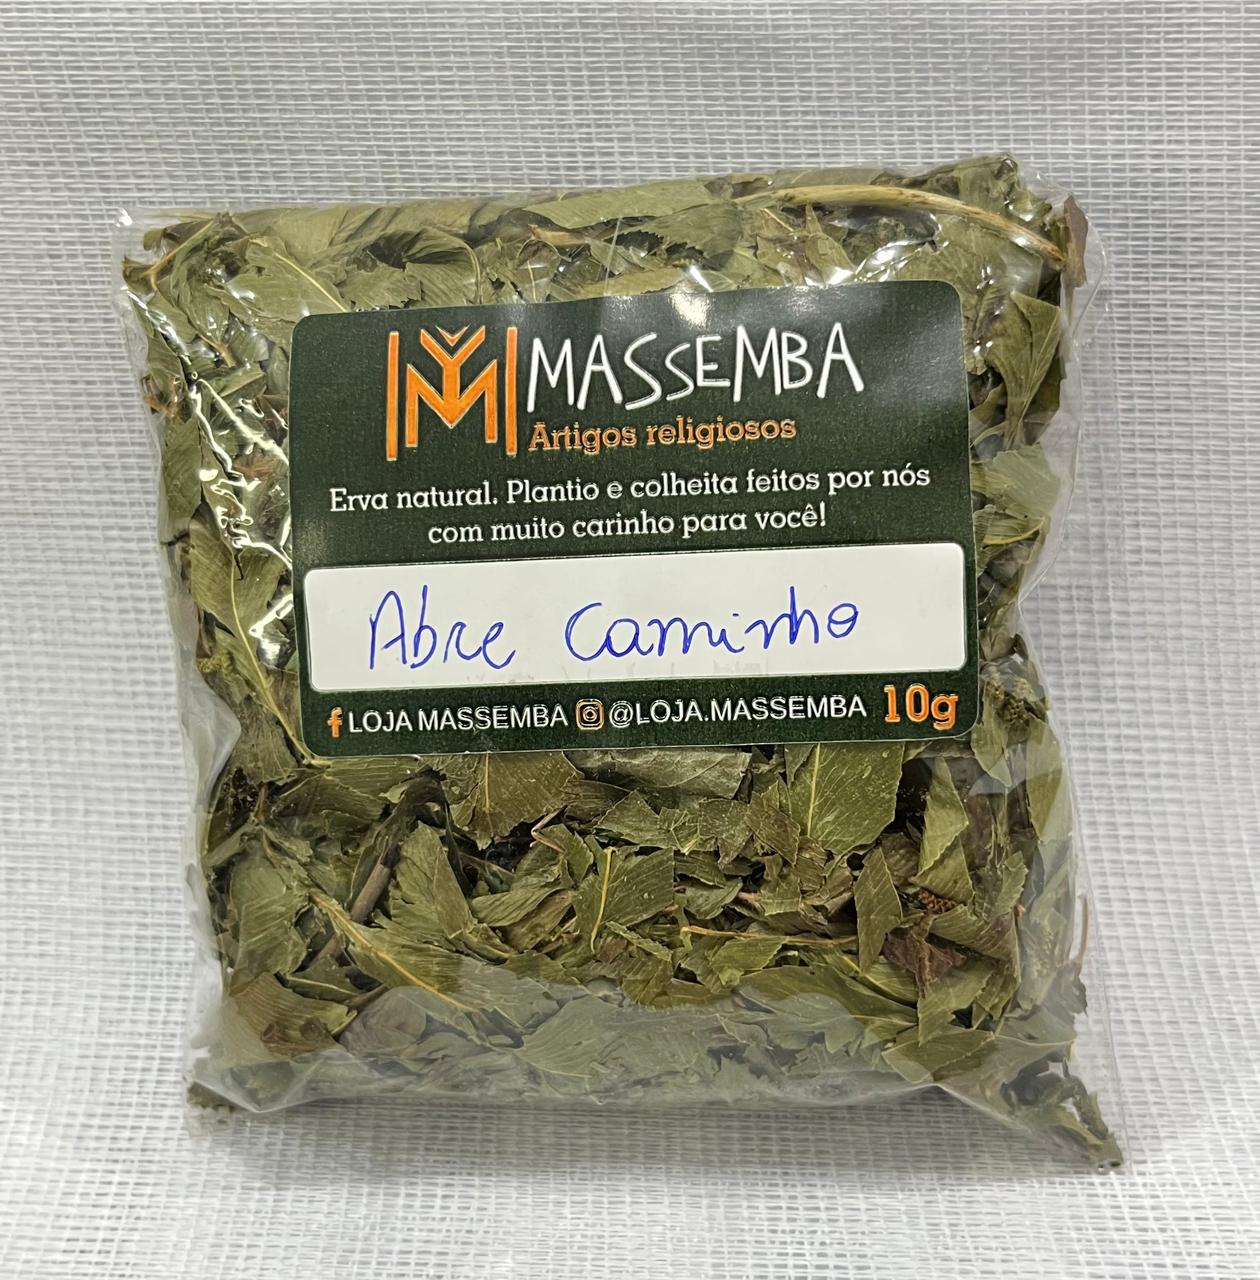 MASSEMBA
Artigos religiosos
Erva natural. Plantio e colheita feitos por nós
com muito carinho para você!
Abre Caminho
LOJA MASSEMBA @LOJA.MASSEMBA 10g